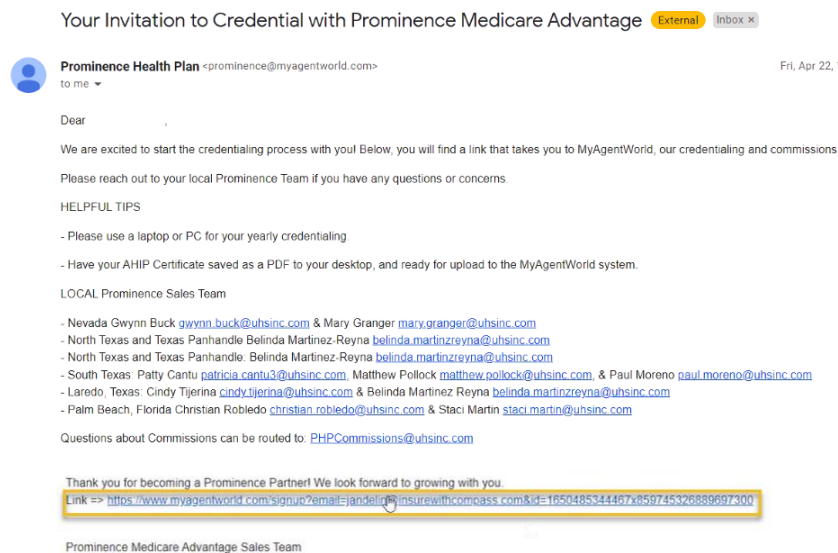 Your Invitation to Credential with Prominence Medicare Advantage External Inbox ×
Prominence Health Plan <prominence@myagentworld.com> Fri, Apr 22,
to me
Dear ,
We are excited to start the credentialing process with you! Below, you will find a link that takes you to MyAgentWorld, our credentialing and commissions
Please reach out to your local Prominence Team if you have any questions or concerns.
HELPFUL TIPS
- Please use a laptop or PC for your yearly credentialing.
- Have your AHIP Certificate saved as a PDF to your desktop, and ready for upload to the MyAgentWorld system.
LOCAL Prominence Sales Team
- Nevada Gwynn Buck gwynn.buck@uhsinc.com & Mary Granger mary.granger@uhsinc.com
- North Texas and Texas Panhandle Belinda Martinez-Reyna belinda.martinzreyna@uhsinc.com
- North Texas and Texas Panhandle: Belinda Martinez-Reyna belinda.martinzreyna@uhsinc.com
- South Texas: Patty Cantu patricia.cantu3@uhsinc.com, Matthew Pollock matthew.pollock@uhsinc.com, & Paul Moreno paul.moreno@uhsinc.com
- Laredo, Texas: Cindy Tijerina cindy.tijerina@uhsinc.com & Belinda Martinez Reyna belinda.martinzreyna@uhsinc.com
- Palm Beach, Florida Christian Robledo christian.robledo@uhsinc.com & Staci Martin staci.martin@uhsinc.com
Questions about Commissions can be routed to: PHPCommissions@uhsinc.com
Thank you for becoming a Prominence Partner! We look forward to growing with you.
Link =>
Prominence Medicare Advantage Sales Team